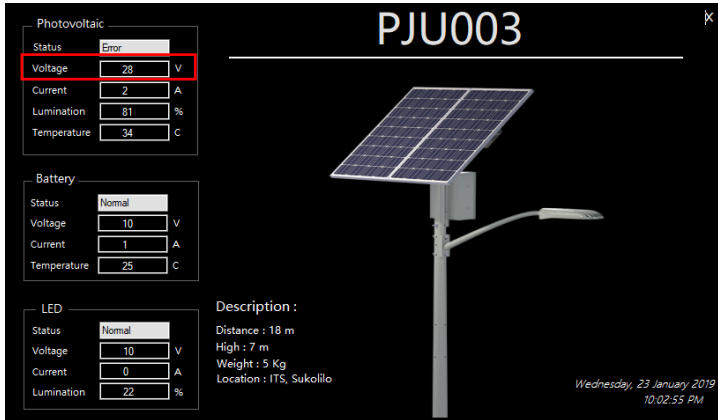 PJU003
X
Photovoltaic
Status Error
Voltage 28 V
Current 2 A
Lumination 81 %
Temperature 34 C
Battery
Status Normal
Voltage 10 V
Current 1 A
Temperature 25 C
LED
Status Normal
Voltage 10 V
Current 0 A
Lumination 22 %
Description :
Distance : 18 m
High : 7 m
Weight : 5 Kg
Location : ITS, Sukolilo
Wednesday, 23 January 2019
10:02:55 PM